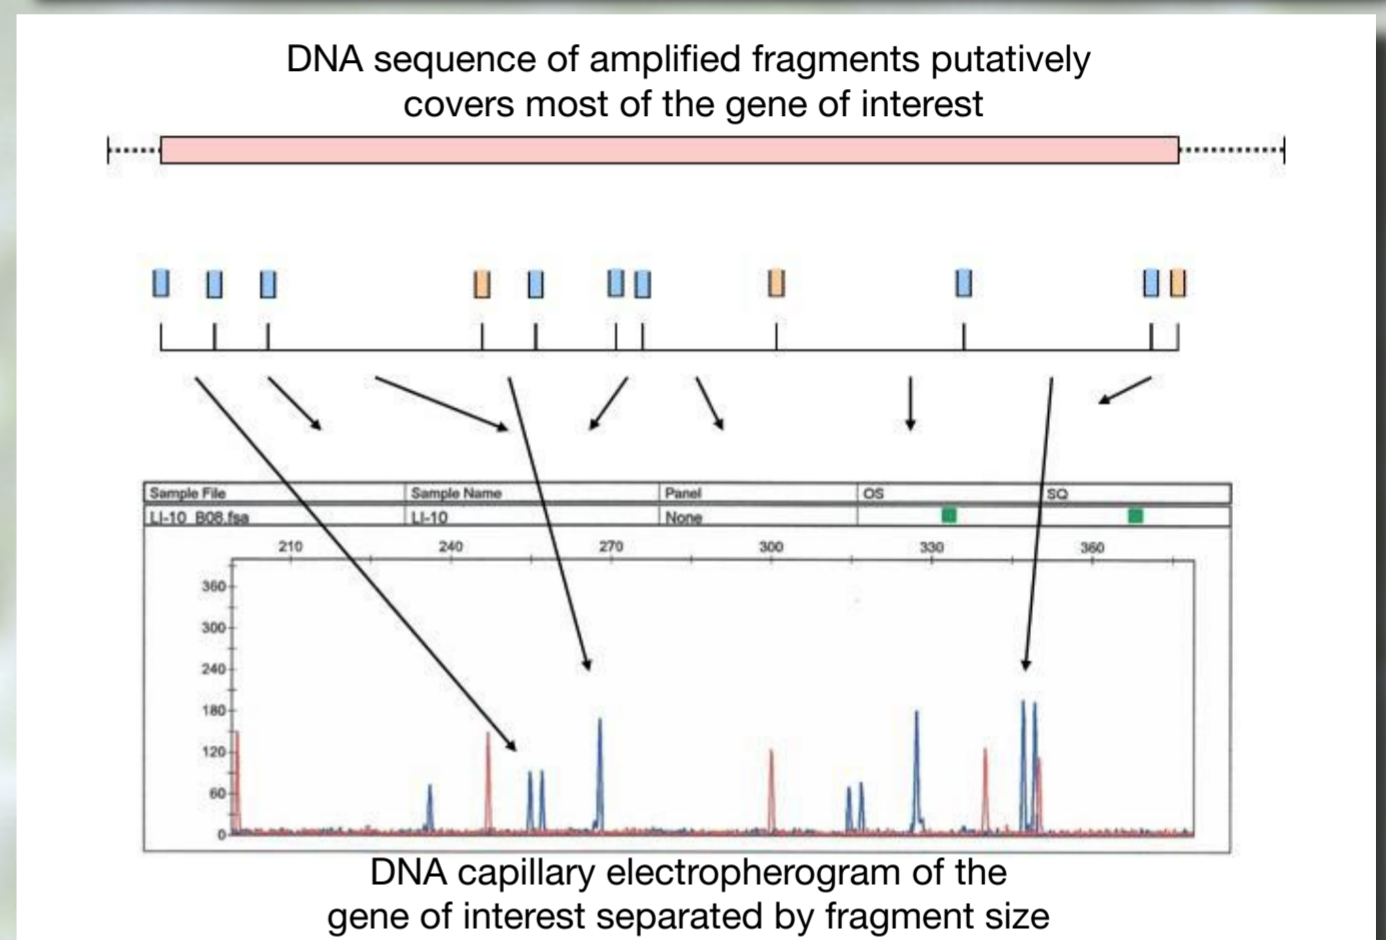 DNA sequence of amplified fragments putatively
covers most of the gene of interest
Sample File Sample Name Panel OS SQ
LI-10_B08.fsa LI-10 None
210 240 270 300 330 360
360
300
240
180
120
60
0
DNA capillary electropherogram of the
gene of interest separated by fragment size